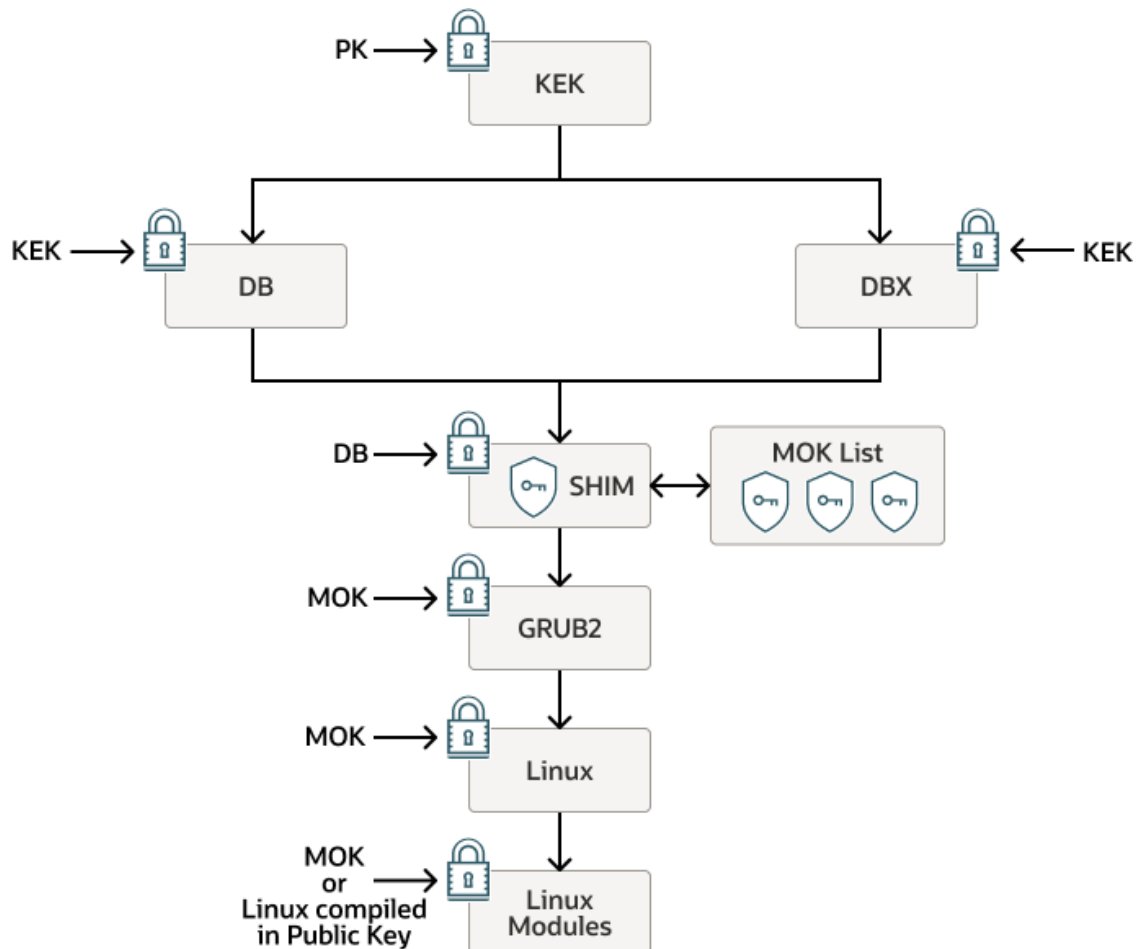 PK
KEK
KEK
DB
DBX
KEK
DB
SHIM
MOK List
MOK
GRUB2
MOK
Linux
MOK
or
Linux compiled
in Public Key
Linux
Modules